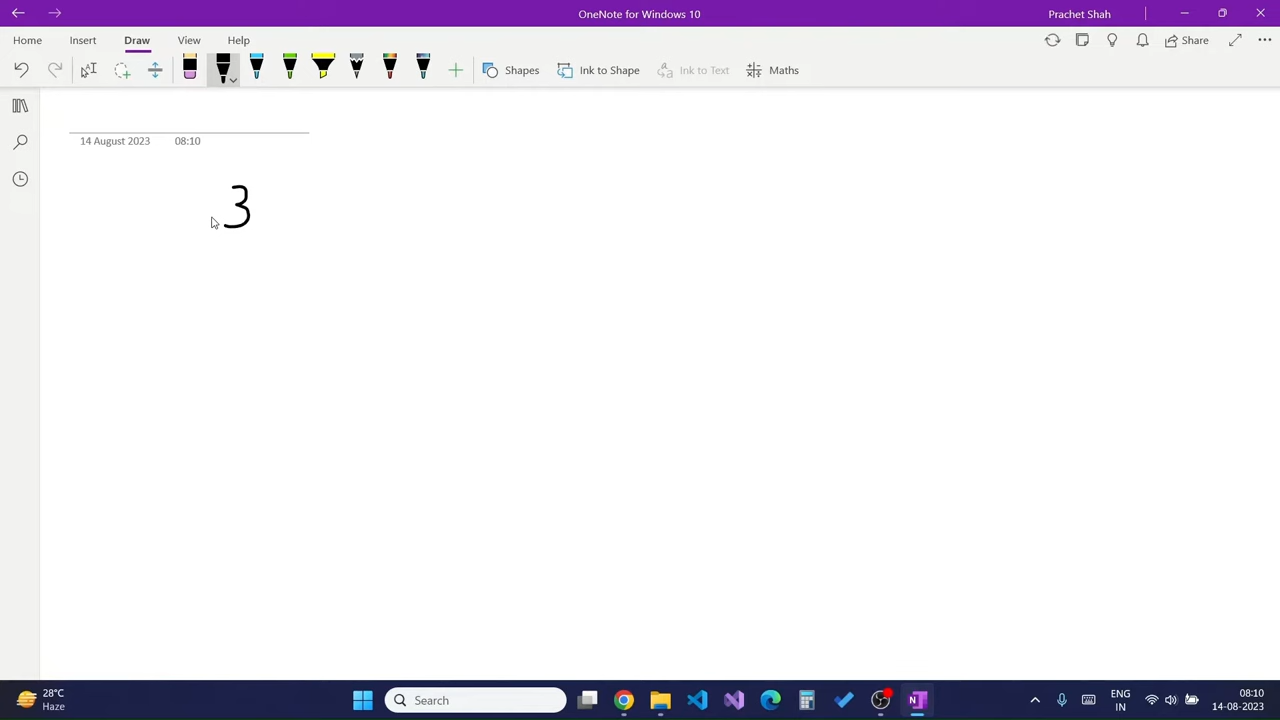 OneNote for Windows 10
Prachet Shah
Home Insert Draw View Help
Share
Shapes
Ink to Shape
Ink to Text
Maths
14 August 2023 08:10
3
28°C
Haze
Search
N
ENG
IN
08:10
14-08-2023